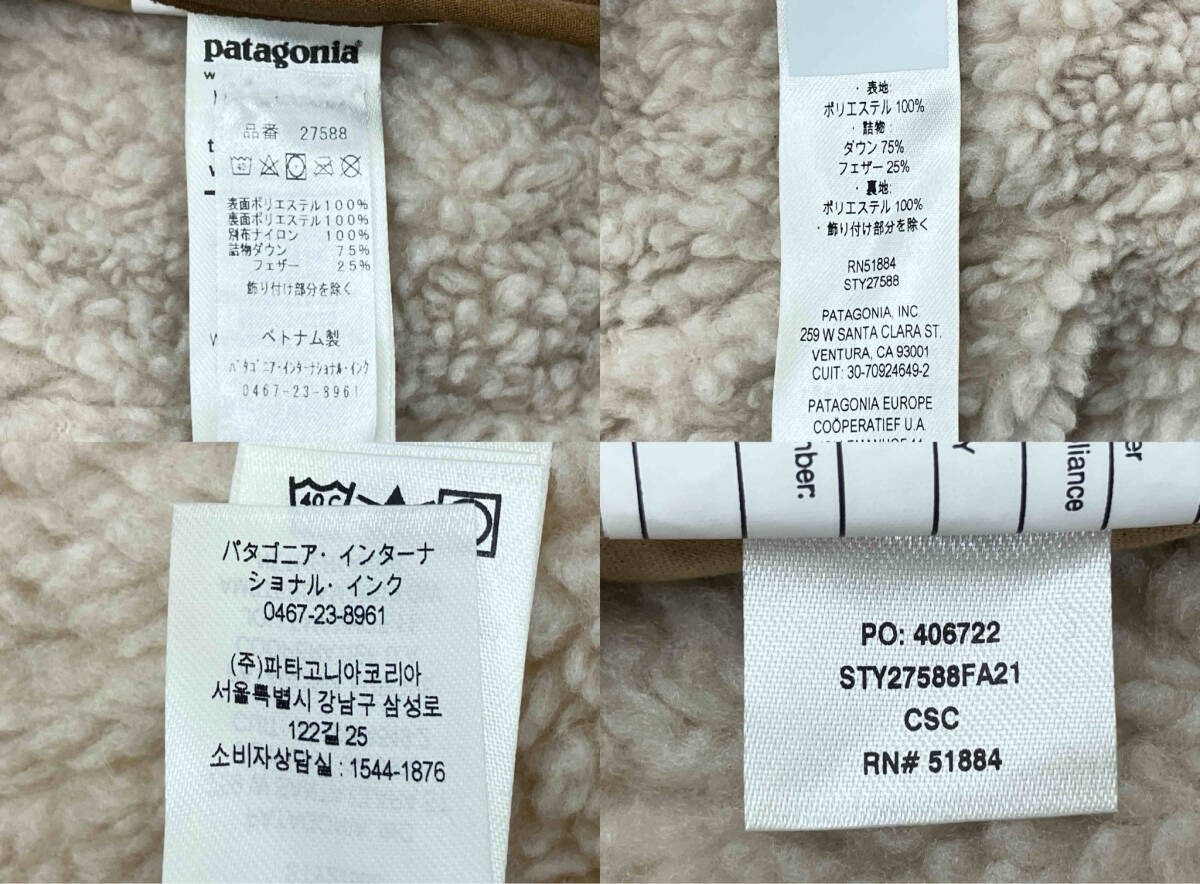 patagonia®
品番 27588
40
表面ポリエステル100%
裏面ポリエステル100%
別布ナイロン 100%
詰物ダウン 75%
フェザー 25%
飾り付け部分を除く
ベトナム製
パタゴニア・インターナショナル・インク
0467-23-8961
・表地:
ポリエステル 100%
・詰物:
ダウン 75%
フェザー 25%
・裏地:
ポリエステル 100%
・飾り付け部分を除く
RN51884
STY27588
PATAGONIA, INC.
259 W SANTA CLARA ST.
VENTURA, CA 93001
CUIT: 30-70924649-2
PATAGONIA EUROPE
COÖPERATIEF U.A.
40 C
パタゴニア・インターナ
ショナル・インク
0467-23-8961
(주)파타고니아코리아
서울특별시 강남구 삼성로
122길 25
소비자상담실 : 1544-1876
PO: 406722
STY27588FA21
CSC
RN# 51884